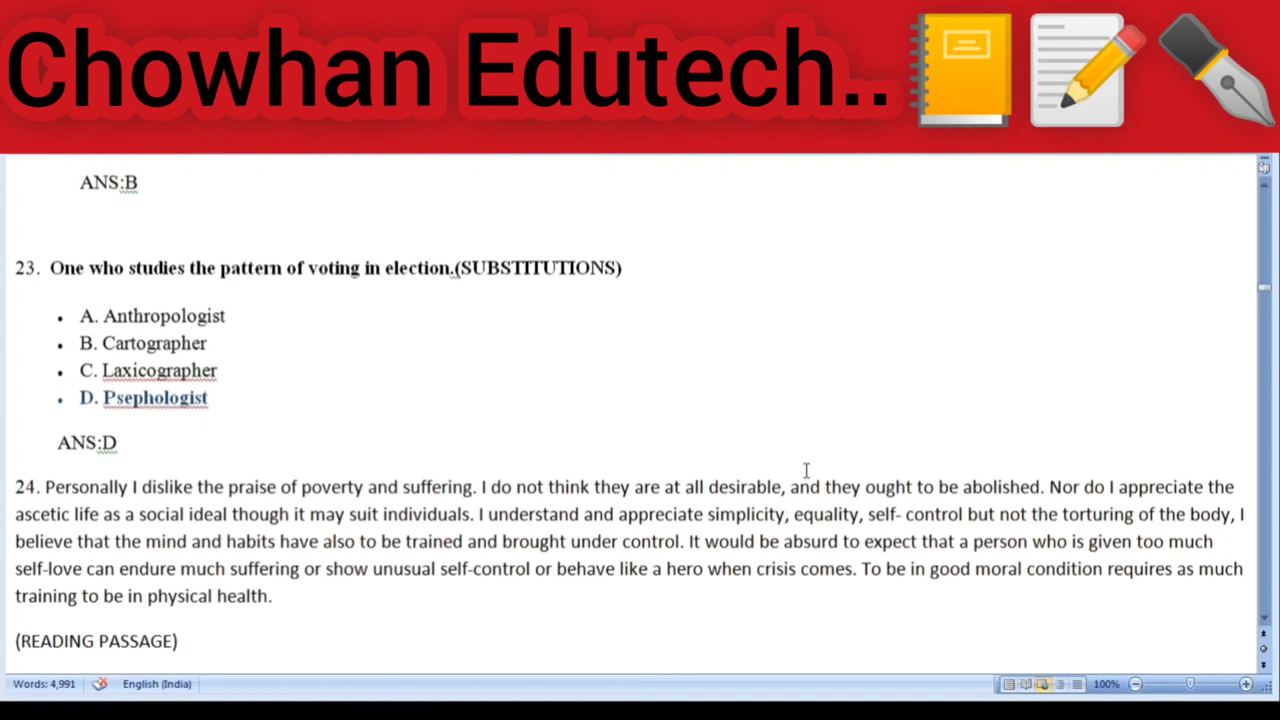 Chowhan Edutech..
ANS:B
23. One who studies the pattern of voting in election.(SUBSTITUTIONS)
• A. Anthropologist
• B. Cartographer
• C. Laxicographer
• D. Psephologist
ANS:D
24. Personally I dislike the praise of poverty and suffering. I do not think they are at all desirable, and they ought to be abolished. Nor do I appreciate the
ascetic life as a social ideal though it may suit individuals. I understand and appreciate simplicity, equality, self- control but not the torturing of the body, I
believe that the mind and habits have also to be trained and brought under control. It would be absurd to expect that a person who is given too much
self-love can endure much suffering or show unusual self-control or behave like a hero when crisis comes. To be in good moral condition requires as much
training to be in physical health.
(READING PASSAGE)
Words: 4,991 English (India) 100%